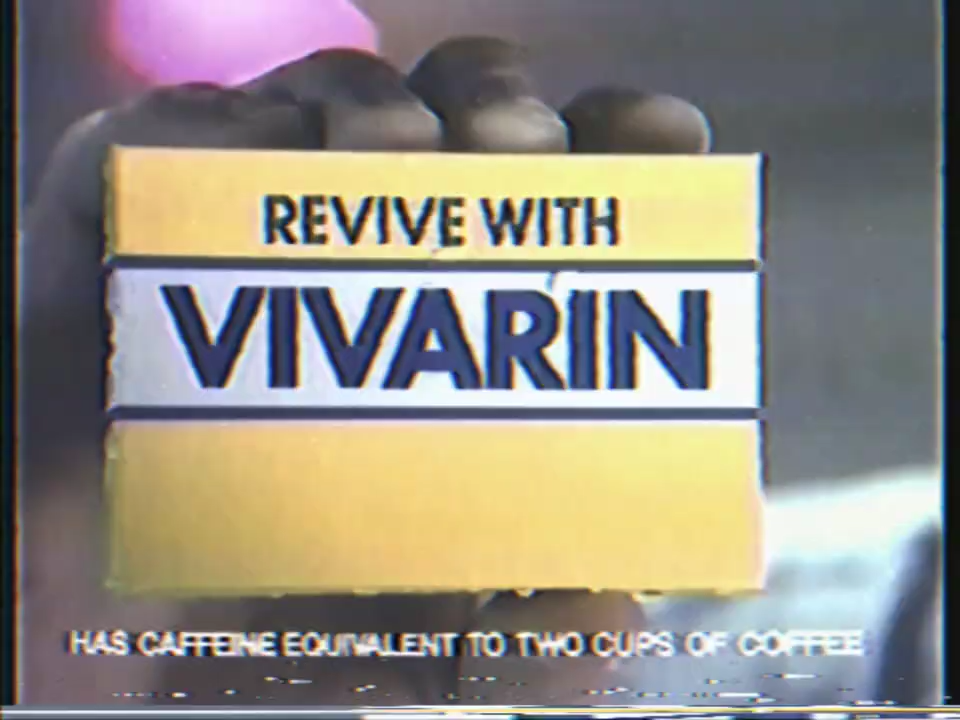 REVIVE WITH
VIVARIN
HAS CAFFEINE EQUIVALENT TO TWO CUPS OF COFFEE